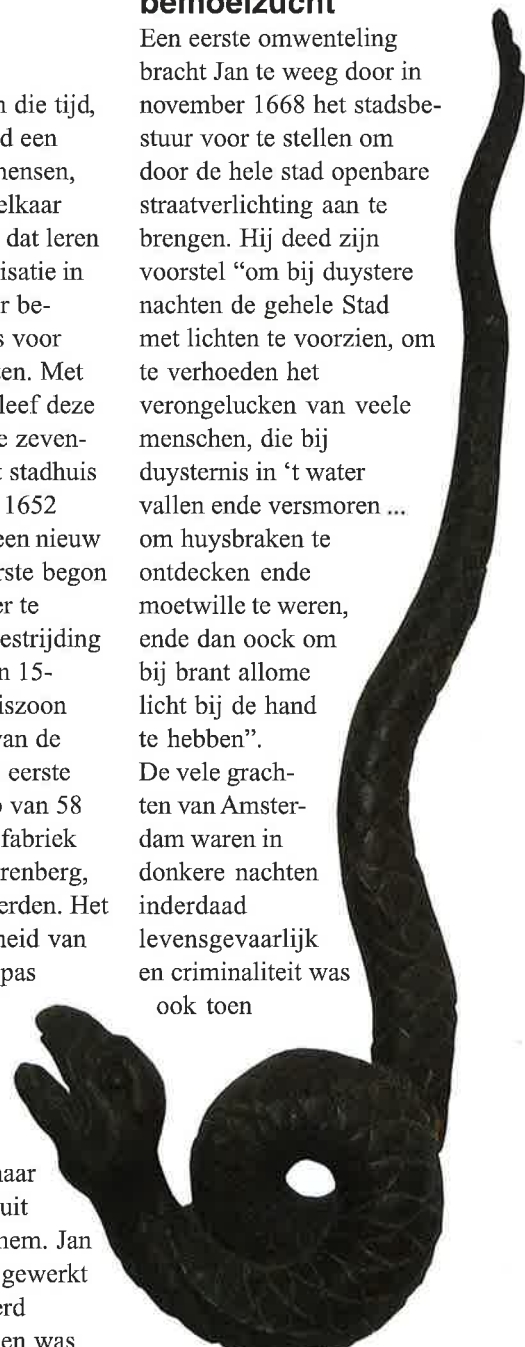 n die tijd,
d een
nensen,
elkaar
dat leren
isatie in
r be-
s voor
en. Met
leef deze
e zeven-
t stadhuis
1652
een nieuw
rste begon
er te
estrijding
n 15-
iszoon
van de
eerste
van 58
fabriek
renberg,
erden. Het
heid van
pas
naar
uit
nem. Jan
gewerkt
erd
en was
bemoeizucht
Een eerste omwenteling
bracht Jan te weeg door in
november 1668 het stadsbe-
stuur voor te stellen om
door de hele stad openbare
straatverlichting aan te
brengen. Hij deed zijn
voorstel “om bij duystere
nachten de gehele Stad
met lichten te voorzien, om
te verhoeden het
verongelucken van veele
menschen, die bij
duysternis in ‘t water
vallen ende versmoren ...
om huysbraken te
ontdecken ende
moetwille te weren,
ende dan oock om
bij brant allome
licht bij de hand
te hebben”.
De vele grach-
ten van Amster-
dam waren in
donkere nachten
inderdaad
levensgevaarlijk
en criminaliteit was
ook toen